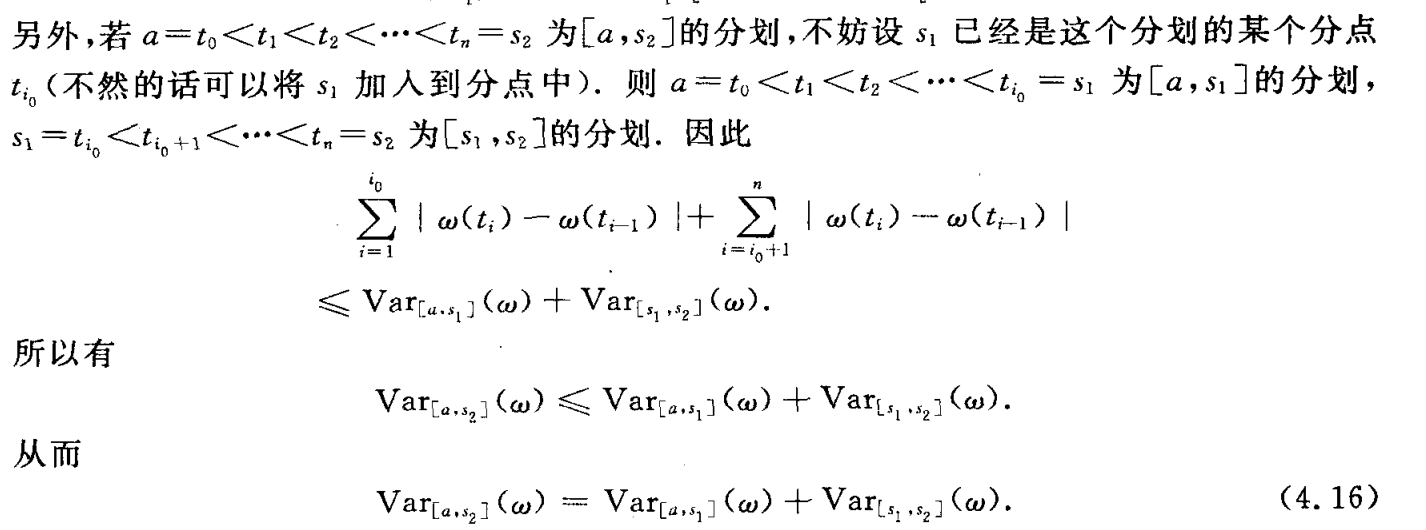 另外,若 a=t₀<t₁<t₂<⋯<tₙ=s₂ 为[a,s₂]的分划,不妨设 s₁ 已经是这个分划的某个分点
t_{i₀}(不然的话可以将 s₁ 加入到分点中). 则 a=t₀<t₁<t₂<⋯<t_{i₀}=s₁ 为[a,s₁]的分划,
s₁=t_{i₀}<t_{i₀+1}<⋯<tₙ=s₂ 为[s₁,s₂]的分划. 因此
\sum_{i=1}^{i₀} | ω(t_i) − ω(t_{i−1}) | + \sum_{i=i₀+1}^{n} | ω(t_i) − ω(t_{i−1}) |
⩽ Var_{[a,s₁]}(ω) + Var_{[s₁,s₂]}(ω).
所以有
Var_{[a,s₂]}(ω) ⩽ Var_{[a,s₁]}(ω) + Var_{[s₁,s₂]}(ω).
从而
Var_{[a,s₂]}(ω) = Var_{[a,s₁]}(ω) + Var_{[s₁,s₂]}(ω). (4.16)